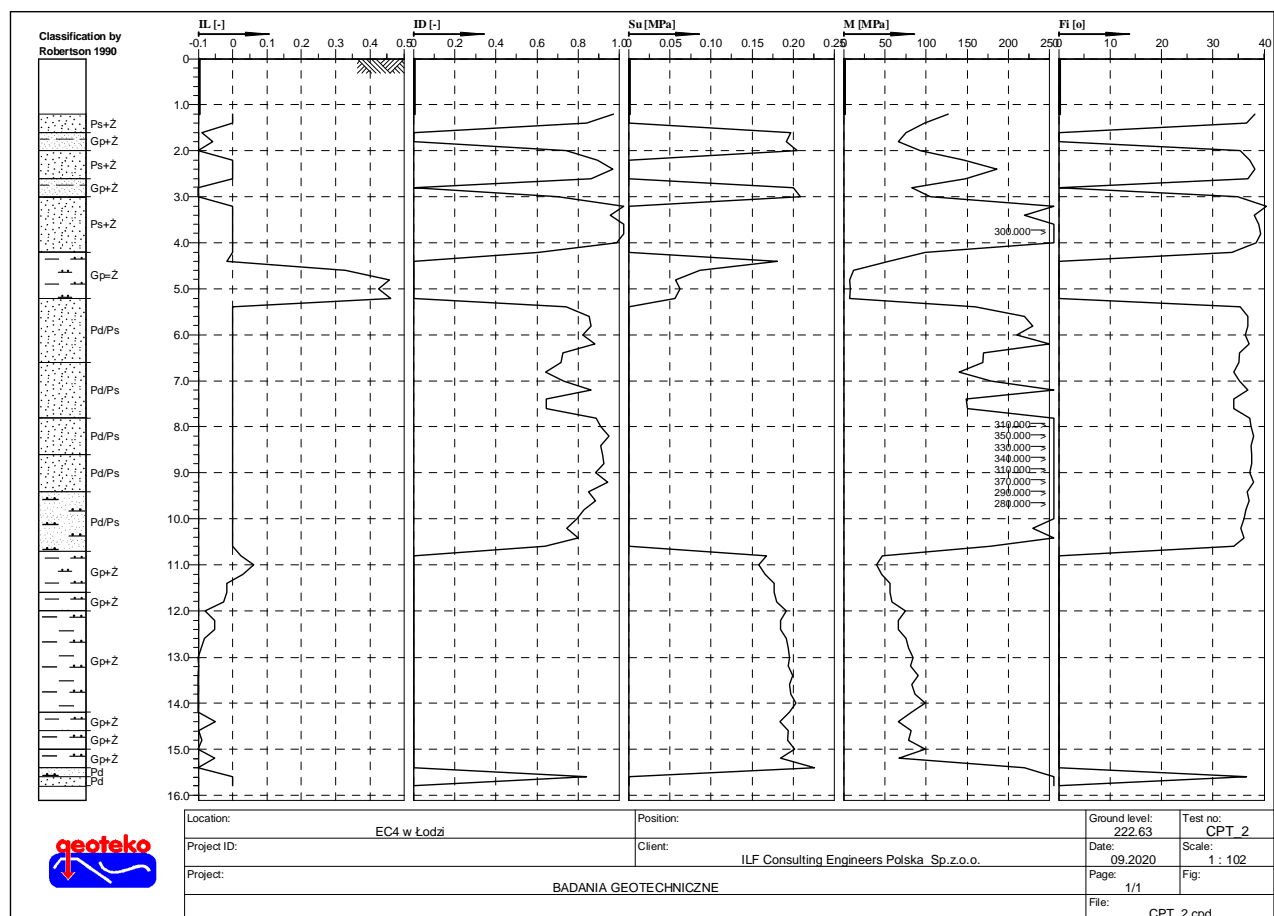 Classification by
Robertson 1990
IL [-]
ID [-]
Su [MPa]
M [MPa]
Fi [o]
-0.1 0 0.1 0.2 0.3 0.4 0.5
0 0.2 0.4 0.6 0.8 1.0
0 0.05 0.10 0.15 0.20 0.25
0 50 100 150 200 250
0 10 20 30 40
0
1.0
2.0
3.0
4.0
5.0
6.0
7.0
8.0
9.0
10.0
11.0
12.0
13.0
14.0
15.0
16.0
Ps+Ż
Gp+Ż
Ps+Ż
Gp+Ż
Ps+Ż
Gp=Ż
Pd/Ps
Pd/Ps
Pd/Ps
Pd/Ps
Pd/Ps
Gp+Ż
Gp+Ż
Gp+Ż
Gp+Ż
Gp+Ż
Gp+Ż
Pd
Pd
300.000
310.000
350.000
330.000
340.000
310.000
370.000
290.000
280.000
geoteko
Location:
EC4 w Łodzi
Position:
Ground level:
222.63
Test no:
CPT_2
Project ID:
Client:
ILF Consulting Engineers Polska Sp.z.o.o.
Date:
09.2020
Scale:
1 : 102
Project:
BADANIA GEOTECHNICZNE
Page:
1/1
Fig:
File:
CPT_2.cpd